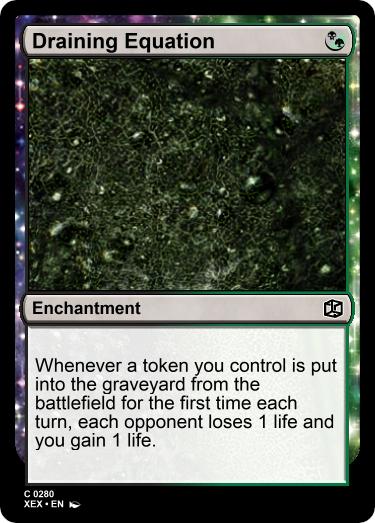 Draining Equation
Enchantment
Whenever a token you control is put
into the graveyard from the
battlefield for the first time each
turn, each opponent loses 1 life and
you gain 1 life.
C 0280
XEX • EN